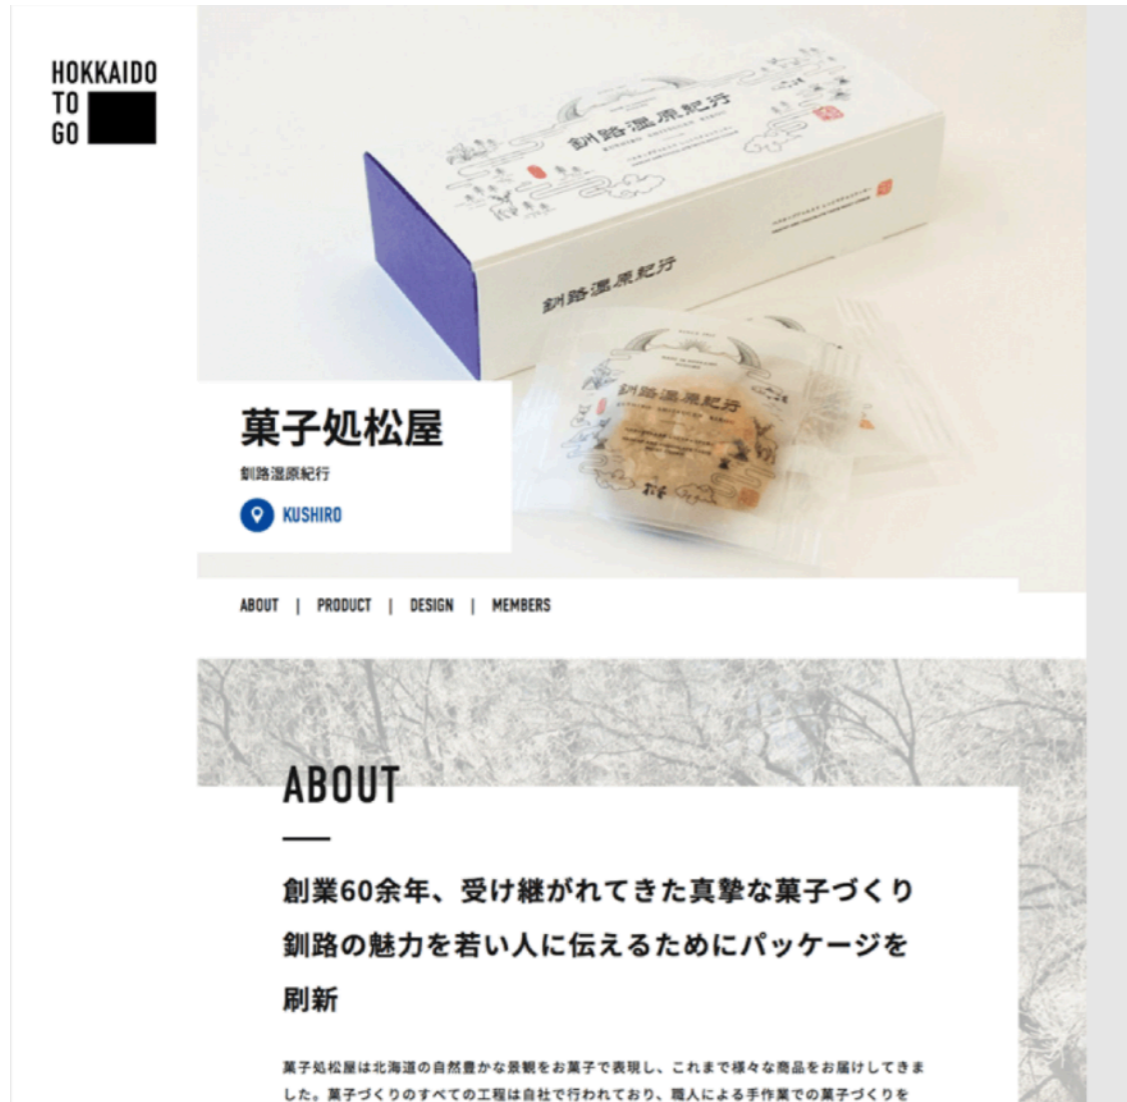 HOKKAIDO
TO
GO
釧路湿原紀行
釧路湿原紀行
釧路湿原紀行
菓子処松屋
釧路湿原紀行
KUSHIRO
ABOUT | PRODUCT | DESIGN | MEMBERS
ABOUT
創業60余年、受け継がれてきた真摯な菓子づくり
釧路の魅力を若い人に伝えるためにパッケージを
刷新
菓子処松屋は北海道の自然豊かな景観をお菓子で表現し、これまで様々な商品をお届けしてきま
した。菓子づくりのすべての工程は自社で行われており、職人による手作業での菓子づくりを